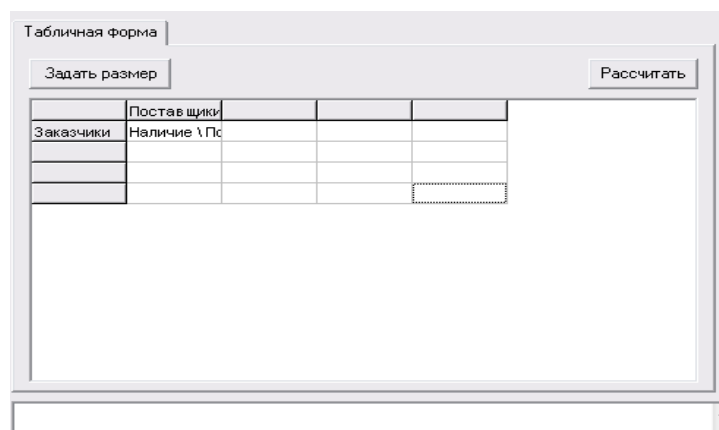 Табличная форма
Задать размер Рассчитать
Поставщики
Заказчики Наличие \ По